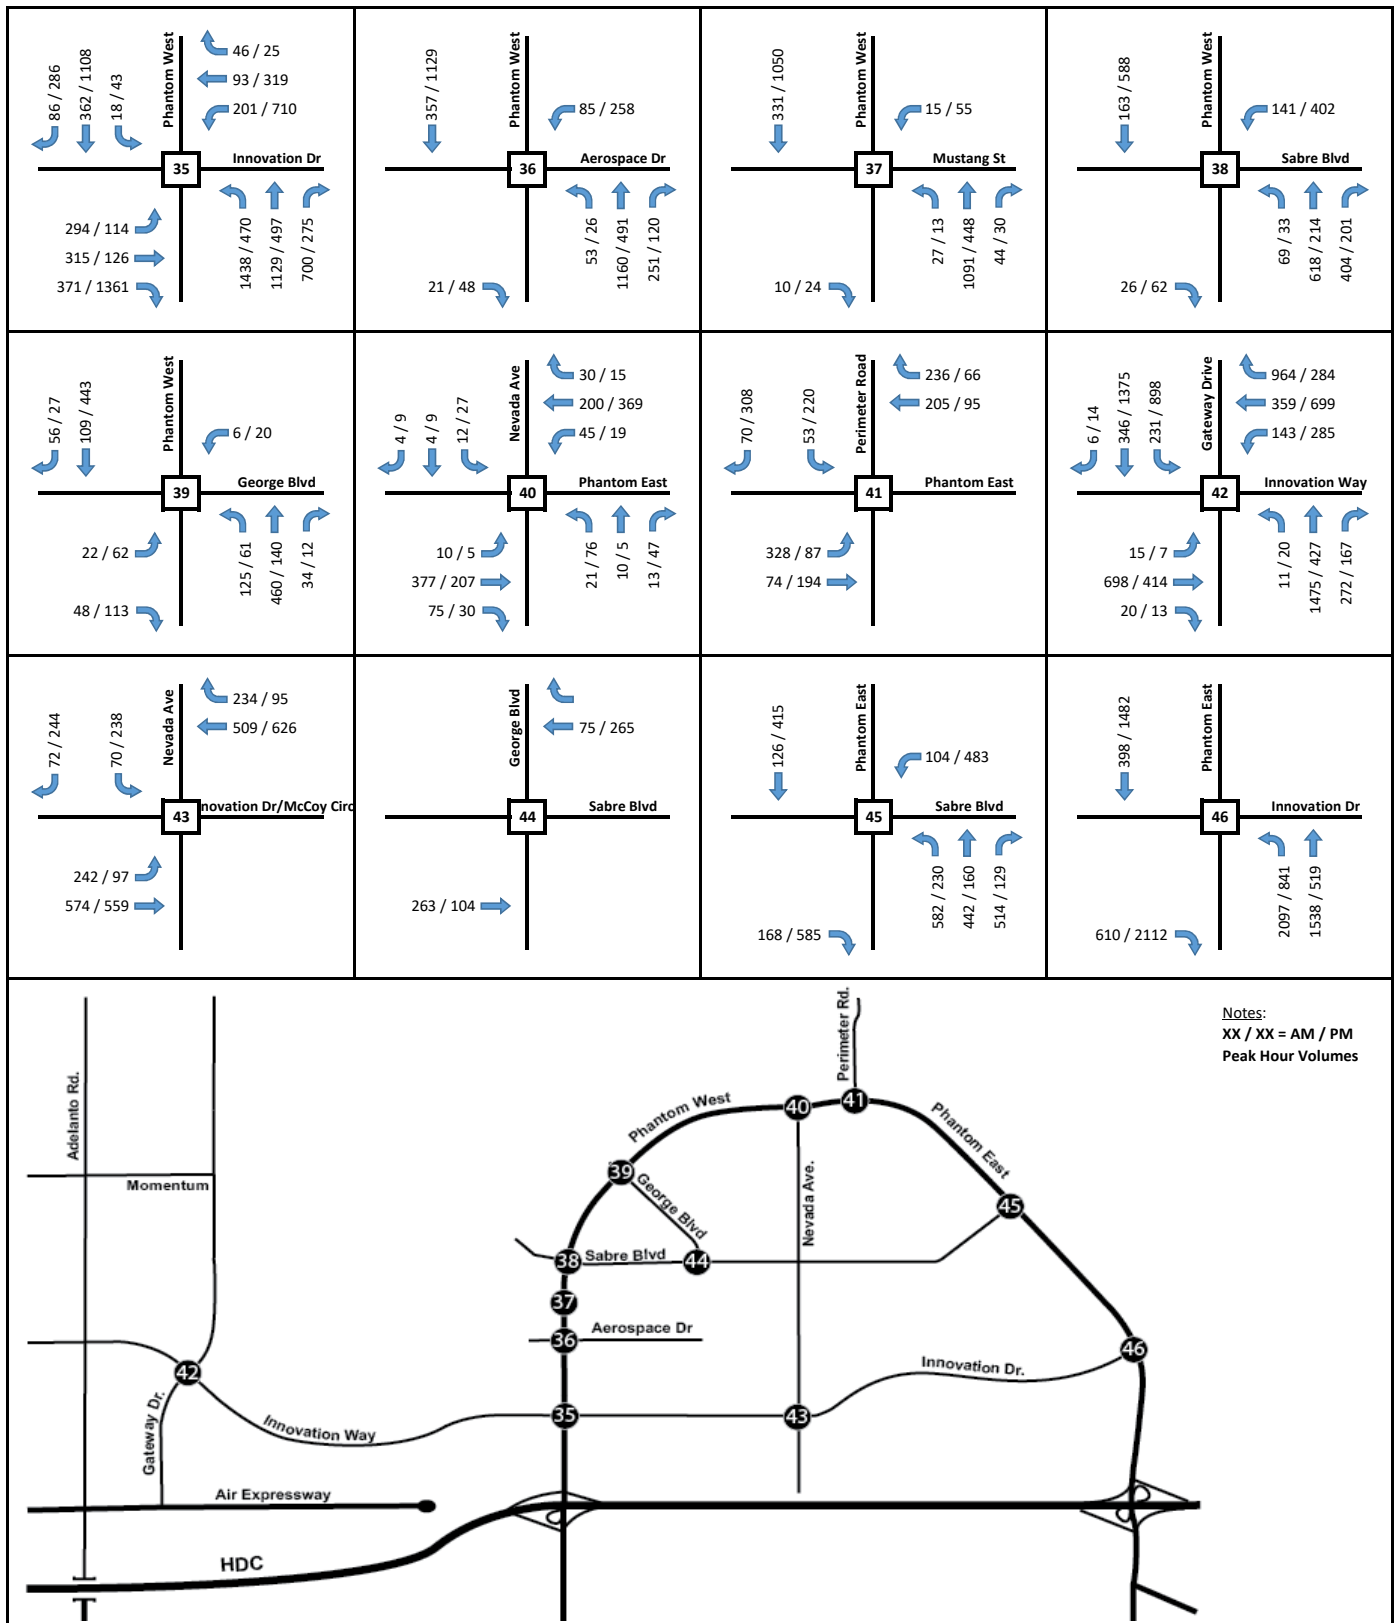 86 / 286
362 / 1108
18 / 43
Phantom West
46 / 25
93 / 319
201 / 710
35
Innovation Dr
294 / 114
315 / 126
371 / 1361
1438 / 470
1129 / 497
700 / 275
357 / 1129
Phantom West
85 / 258
36
Aerospace Dr
21 / 48
53 / 26
1160 / 491
251 / 120
331 / 1050
Phantom West
15 / 55
37
Mustang St
10 / 24
27 / 13
1091 / 448
44 / 30
163 / 588
Phantom West
141 / 402
38
Sabre Blvd
26 / 62
69 / 33
618 / 214
404 / 201
56 / 27
109 / 443
Phantom West
6 / 20
39
George Blvd
22 / 62
48 / 113
125 / 61
460 / 140
34 / 12
4 / 9
4 / 9
12 / 27
Nevada Ave
30 / 15
200 / 369
45 / 19
40
Phantom East
10 / 5
377 / 207
75 / 30
21 / 76
10 / 5
13 / 47
70 / 308
53 / 220
Perimeter Road
236 / 66
205 / 95
41
Phantom East
328 / 87
74 / 194
6 / 14
346 / 1375
231 / 898
Gateway Drive
964 / 284
359 / 699
143 / 285
42
Innovation Way
15 / 7
698 / 414
20 / 13
11 / 20
1475 / 427
272 / 167
72 / 244
70 / 238
Nevada Ave
234 / 95
509 / 626
43
novation Dr/McCoy Circ
242 / 97
574 / 559
George Blvd
75 / 265
44
Sabre Blvd
263 / 104
126 / 415
Phantom East
104 / 483
45
Sabre Blvd
168 / 585
582 / 230
442 / 160
514 / 129
398 / 1482
Phantom East
46
Innovation Dr
610 / 2112
2097 / 841
1538 / 519
Notes:
XX / XX = AM / PM
Peak Hour Volumes
Adelanto Rd.
Momentum
Perimeter Rd.
Phantom West
40
41
Phantom East
39
George Blvd
Nevada Ave.
45
38
Sabre Blvd
44
37
36
Aerospace Dr
46
42
Innovation Dr.
Gateway Dr.
Innovation Way
35
43
Air Expressway
HDC